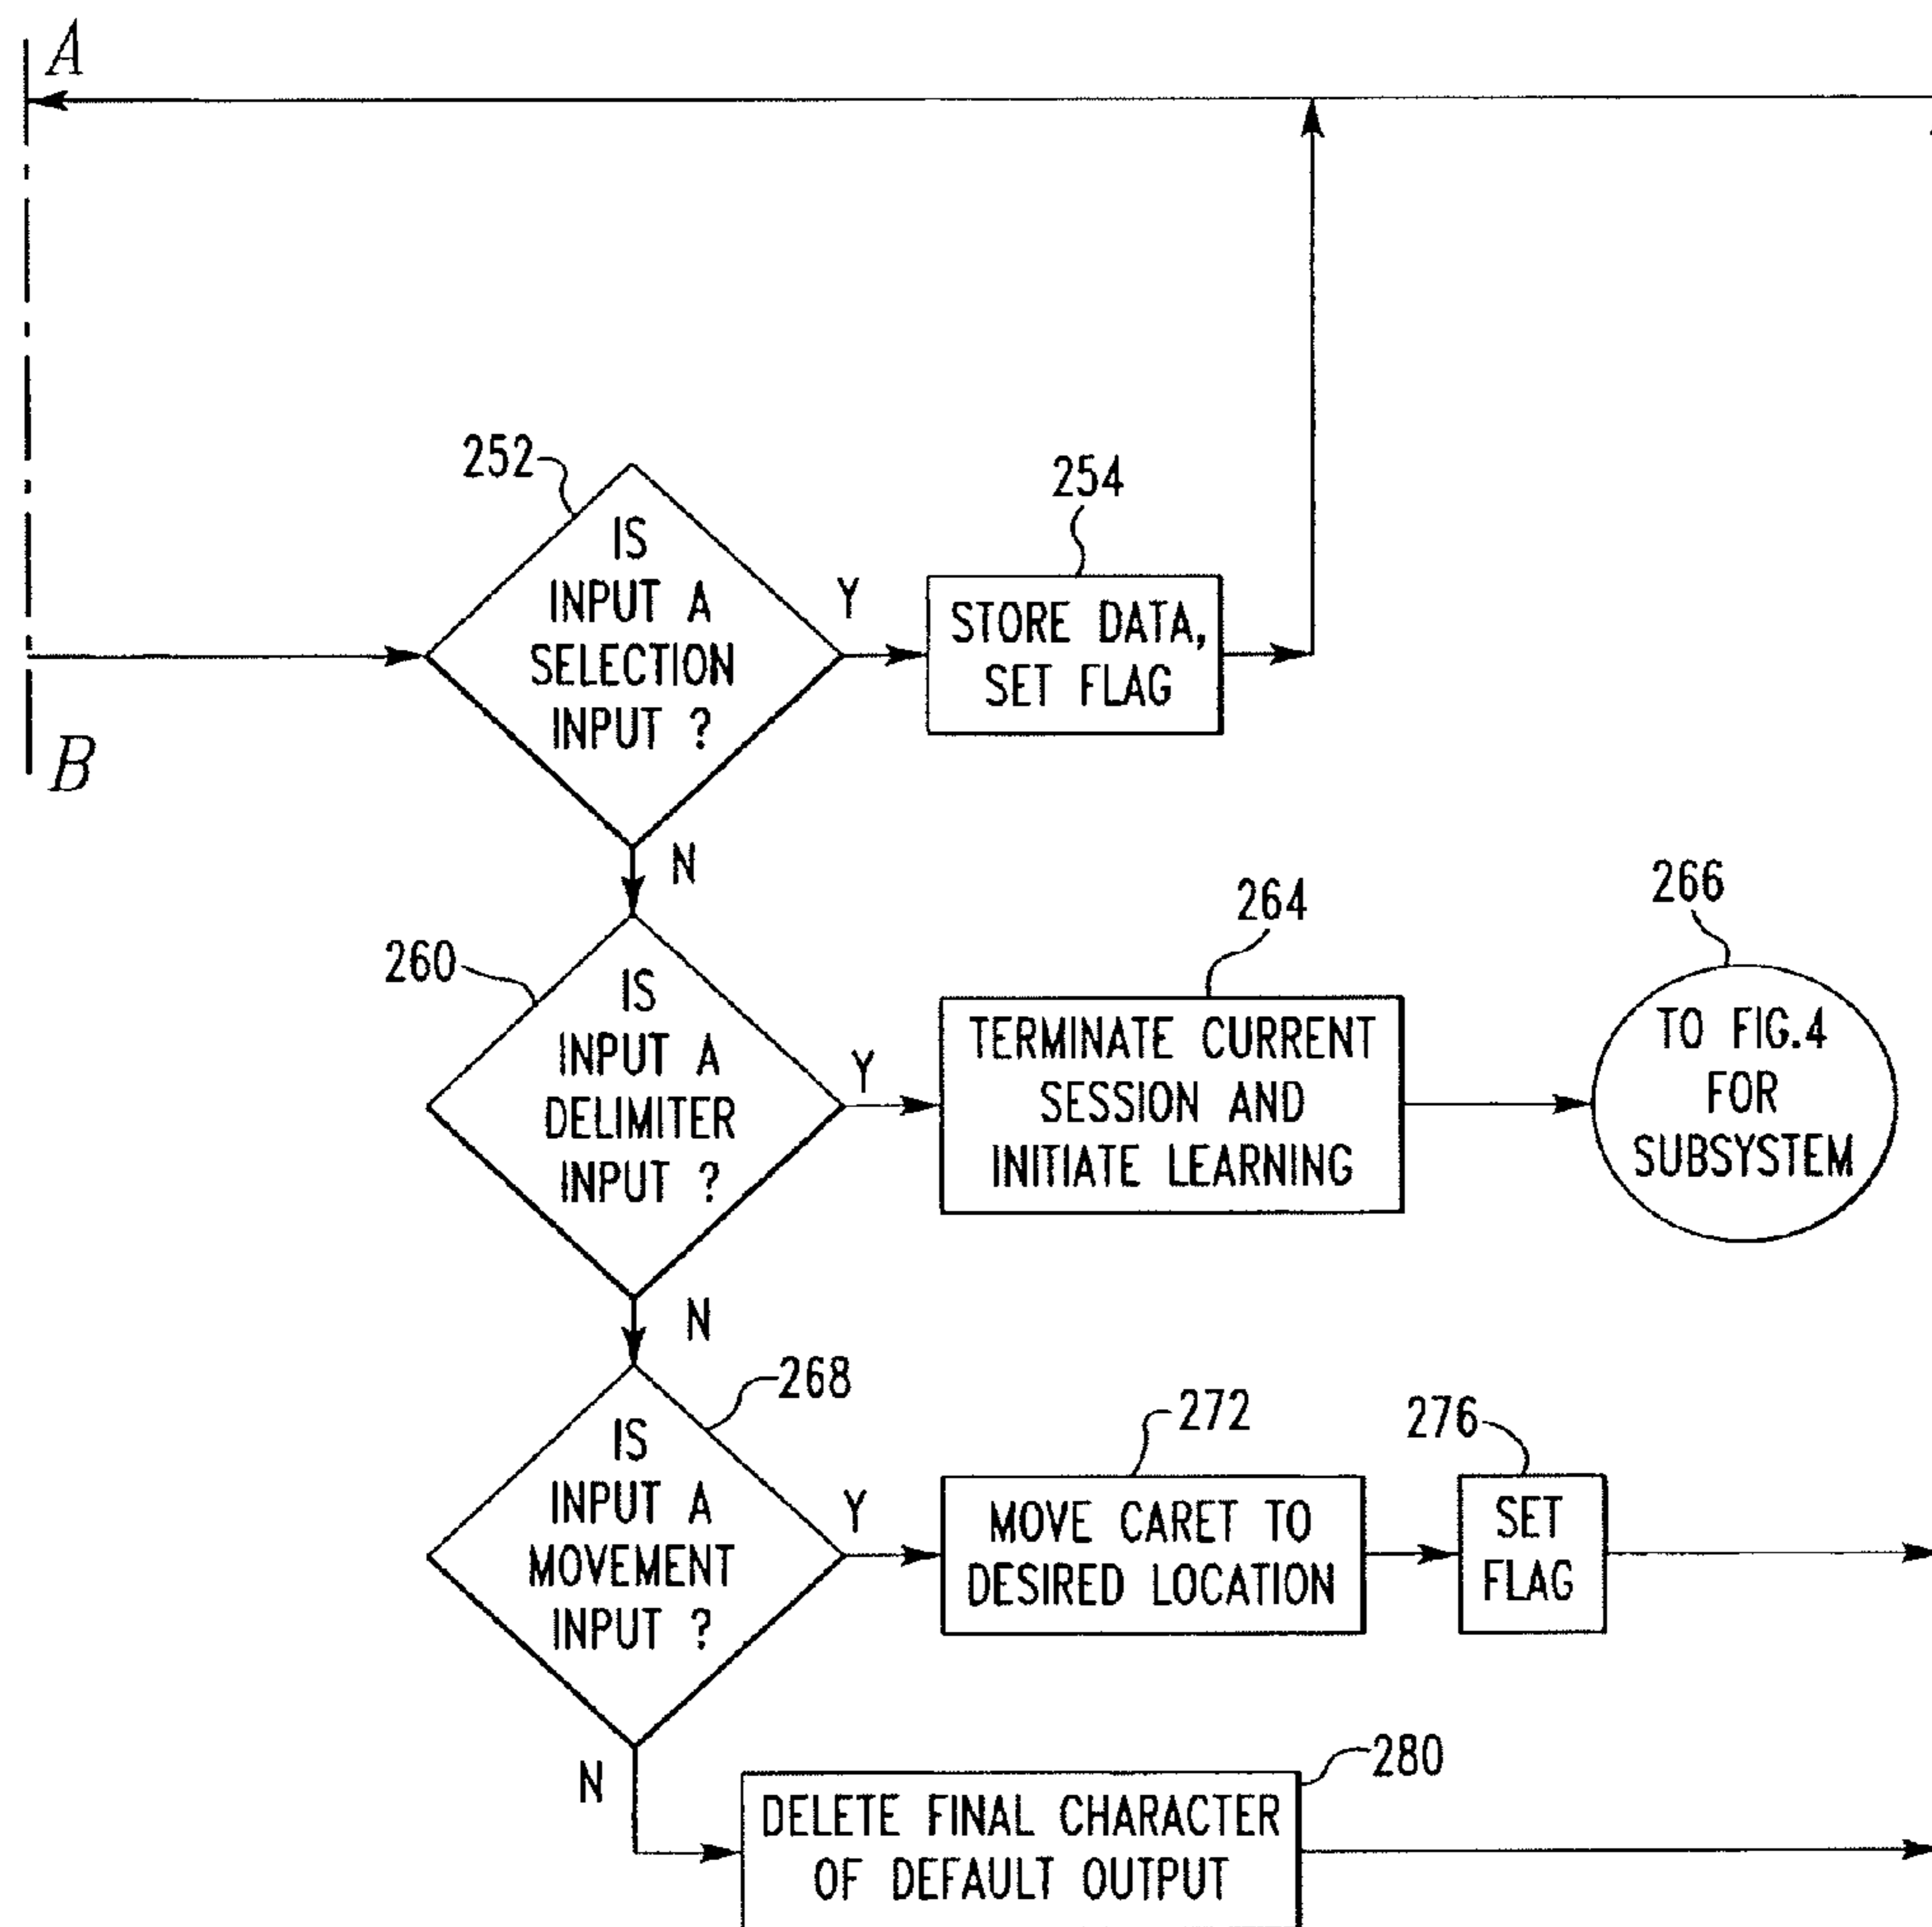 A
252
IS
INPUT A
SELECTION
INPUT ?
Y
254
STORE DATA,
SET FLAG
B
N
260
IS
INPUT A
DELIMITER
INPUT ?
Y
264
TERMINATE CURRENT
SESSION AND
INITIATE LEARNING
266
TO FIG.4
FOR
SUBSYSTEM
N
268
IS
INPUT A
MOVEMENT
INPUT ?
Y
272
MOVE CARET TO
DESIRED LOCATION
276
SET
FLAG
N
280
DELETE FINAL CHARACTER
OF DEFAULT OUTPUT